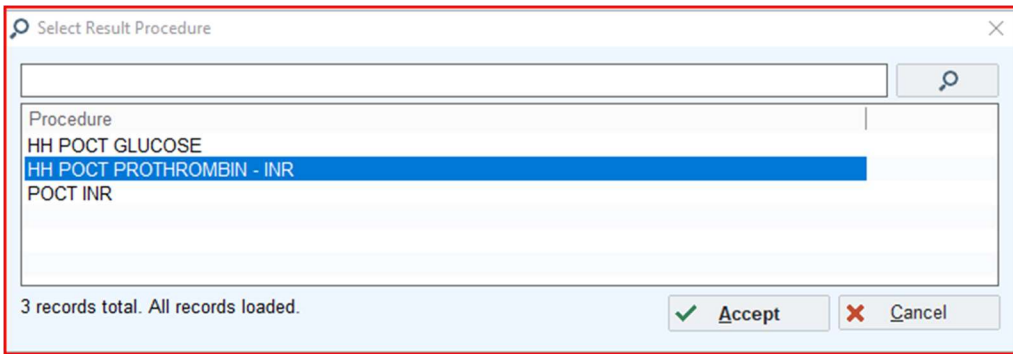 Select Result Procedure
Procedure
HH POCT GLUCOSE
HH POCT PROTHROMBIN - INR
POCT INR
3 records total. All records loaded.
Accept
Cancel